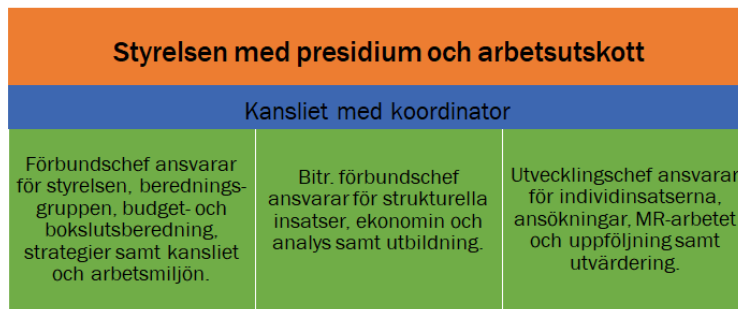 Styrelsen med presidium och arbetsutskott
Kansliet med koordinator
Förbundschef ansvarar
för styrelsen, berednings-
gruppen, budget- och
bokslutsberedning,
strategier samt kansliet
och arbetsmiljön.
Bitr. förbundschef
ansvarar för strukturella
insatser, ekonomin och
analys samt utbildning.
Utvecklingschef ansvarar
för individinsatserna,
ansökningar, MR-arbetet
och uppföljning samt
utvärdering.